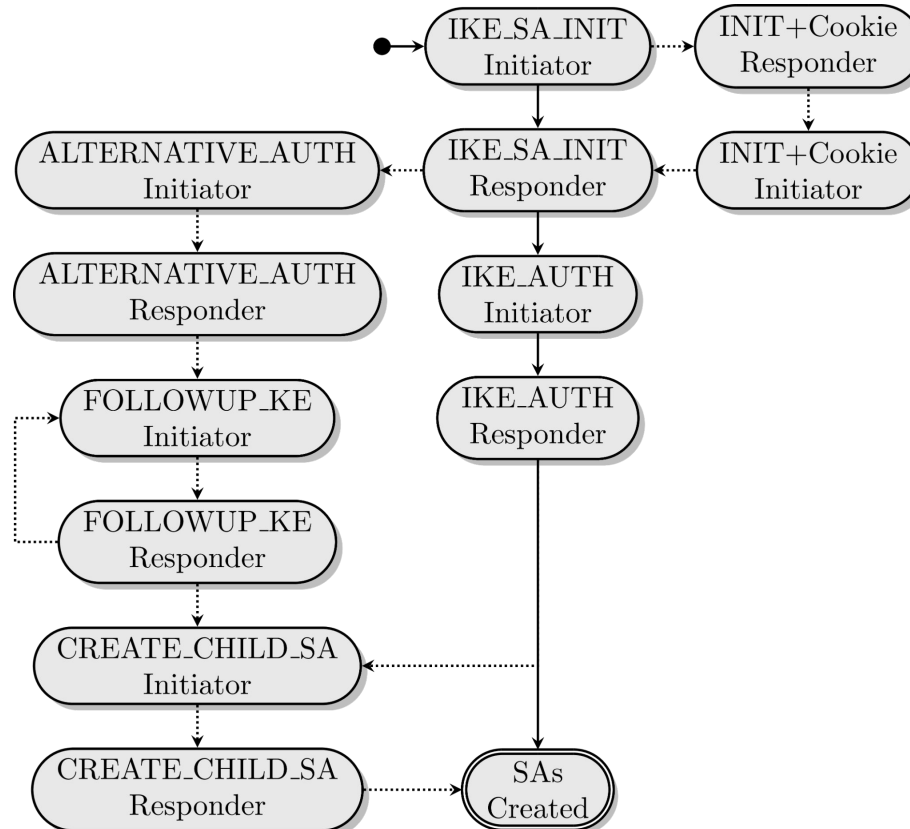 IKE_SA_INIT
Initiator
INIT+Cookie
Responder
ALTERNATIVE_AUTH
Initiator
IKE_SA_INIT
Responder
INIT+Cookie
Initiator
ALTERNATIVE_AUTH
Responder
IKE_AUTH
Initiator
FOLLOWUP_KE
Initiator
IKE_AUTH
Responder
FOLLOWUP_KE
Responder
CREATE_CHILD_SA
Initiator
CREATE_CHILD_SA
Responder
SAs
Created